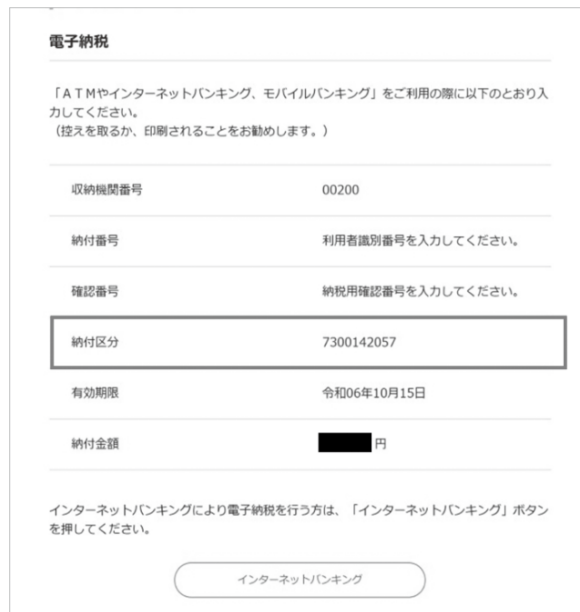 電子納税
「ＡＴＭやインターネットバンキング、モバイルバンキング」をご利用の際に以下のとおり入
力してください。
（控えを取るか、印刷されることをお勧めします。）
収納機関番号 00200
納付番号 利用者識別番号を入力してください。
確認番号 納税用確認番号を入力してください。
納付区分 7300142057
有効期限 令和06年10月15日
納付金額 円
インターネットバンキングにより電子納税を行う方は、「インターネットバンキング」ボタン
を押してください。
インターネットバンキング